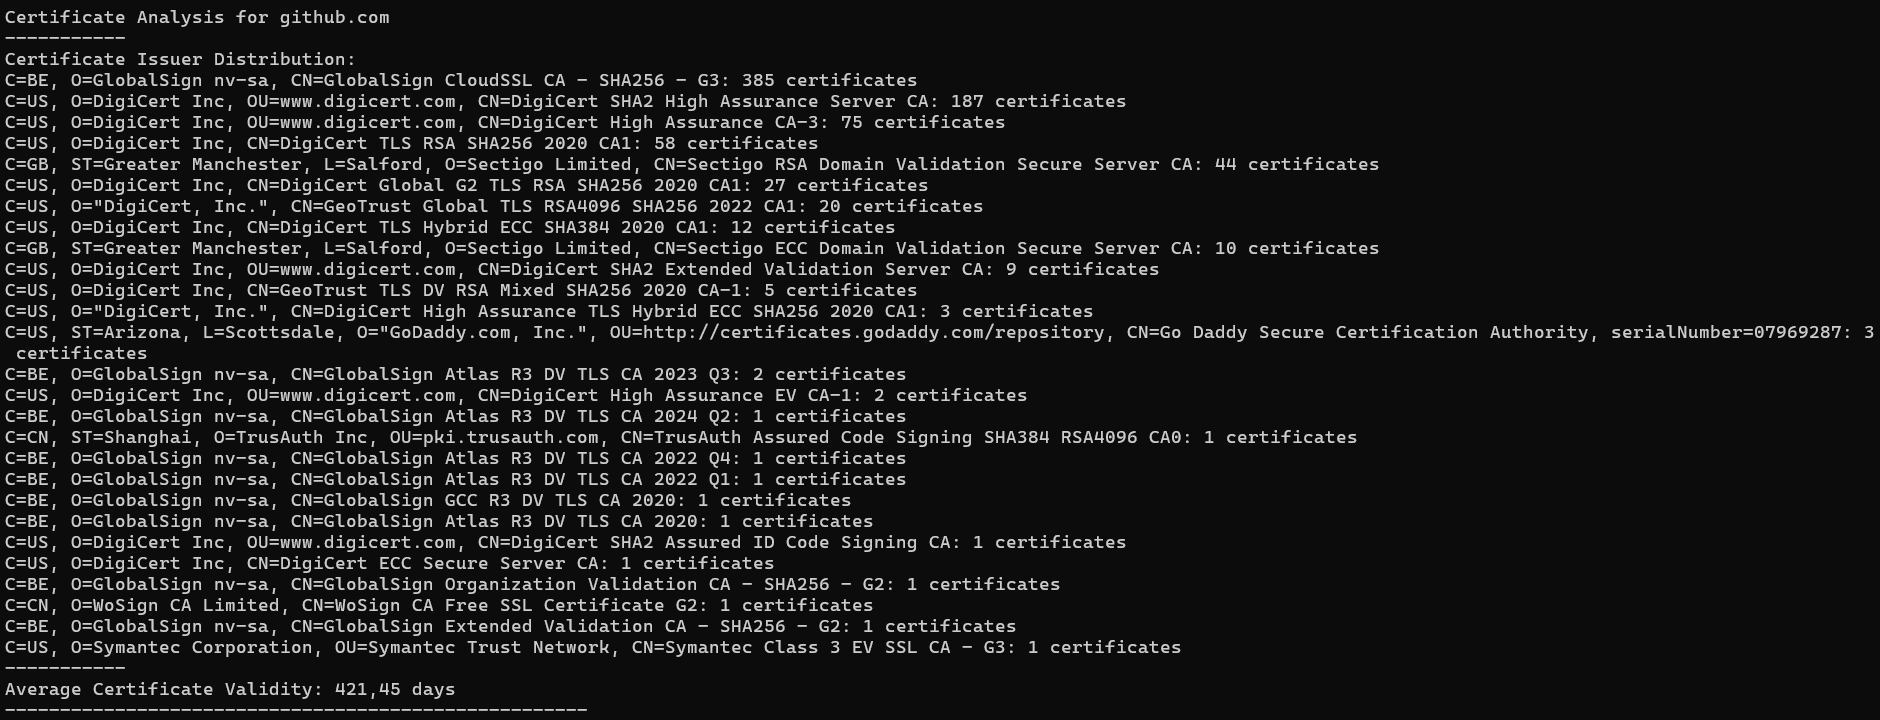 Certificate Analysis for github.com
-----------
Certificate Issuer Distribution:
C=BE, O=GlobalSign nv-sa, CN=GlobalSign CloudSSL CA - SHA256 - G3: 385 certificates
C=US, O=DigiCert Inc, OU=www.digicert.com, CN=DigiCert SHA2 High Assurance Server CA: 187 certificates
C=US, O=DigiCert Inc, OU=www.digicert.com, CN=DigiCert High Assurance CA-3: 75 certificates
C=US, O=DigiCert Inc, CN=DigiCert TLS RSA SHA256 2020 CA1: 58 certificates
C=GB, ST=Greater Manchester, L=Salford, O=Sectigo Limited, CN=Sectigo RSA Domain Validation Secure Server CA: 44 certificates
C=US, O=DigiCert Inc, CN=DigiCert Global G2 TLS RSA SHA256 2020 CA1: 27 certificates
C=US, O="DigiCert, Inc.", CN=GeoTrust Global TLS RSA4096 SHA256 2022 CA1: 20 certificates
C=US, O=DigiCert Inc, CN=DigiCert TLS Hybrid ECC SHA384 2020 CA1: 12 certificates
C=GB, ST=Greater Manchester, L=Salford, O=Sectigo Limited, CN=Sectigo ECC Domain Validation Secure Server CA: 10 certificates
C=US, O=DigiCert Inc, OU=www.digicert.com, CN=DigiCert SHA2 Extended Validation Server CA: 9 certificates
C=US, O=DigiCert Inc, CN=GeoTrust TLS DV RSA Mixed SHA256 2020 CA-1: 5 certificates
C=US, O="DigiCert, Inc.", CN=DigiCert High Assurance TLS Hybrid ECC SHA256 2020 CA1: 3 certificates
C=US, ST=Arizona, L=Scottsdale, O="GoDaddy.com, Inc.", OU=http://certificates.godaddy.com/repository, CN=Go Daddy Secure Certification Authority, serialNumber=07969287: 3
 certificates
C=BE, O=GlobalSign nv-sa, CN=GlobalSign Atlas R3 DV TLS CA 2023 Q3: 2 certificates
C=US, O=DigiCert Inc, OU=www.digicert.com, CN=DigiCert High Assurance EV CA-1: 2 certificates
C=BE, O=GlobalSign nv-sa, CN=GlobalSign Atlas R3 DV TLS CA 2024 Q2: 1 certificates
C=CN, ST=Shanghai, O=TrusAuth Inc, OU=pki.trusauth.com, CN=TrusAuth Assured Code Signing SHA384 RSA4096 CA0: 1 certificates
C=BE, O=GlobalSign nv-sa, CN=GlobalSign Atlas R3 DV TLS CA 2022 Q4: 1 certificates
C=BE, O=GlobalSign nv-sa, CN=GlobalSign Atlas R3 DV TLS CA 2022 Q1: 1 certificates
C=BE, O=GlobalSign nv-sa, CN=GlobalSign GCC R3 DV TLS CA 2020: 1 certificates
C=BE, O=GlobalSign nv-sa, CN=GlobalSign Atlas R3 DV TLS CA 2020: 1 certificates
C=US, O=DigiCert Inc, OU=www.digicert.com, CN=DigiCert SHA2 Assured ID Code Signing CA: 1 certificates
C=US, O=DigiCert Inc, CN=DigiCert ECC Secure Server CA: 1 certificates
C=BE, O=GlobalSign nv-sa, CN=GlobalSign Organization Validation CA - SHA256 - G2: 1 certificates
C=CN, O=WoSign CA Limited, CN=WoSign CA Free SSL Certificate G2: 1 certificates
C=BE, O=GlobalSign nv-sa, CN=GlobalSign Extended Validation CA - SHA256 - G2: 1 certificates
C=US, O=Symantec Corporation, OU=Symantec Trust Network, CN=Symantec Class 3 EV SSL CA - G3: 1 certificates
-----------
Average Certificate Validity: 421,45 days
-----------------------------------------------------